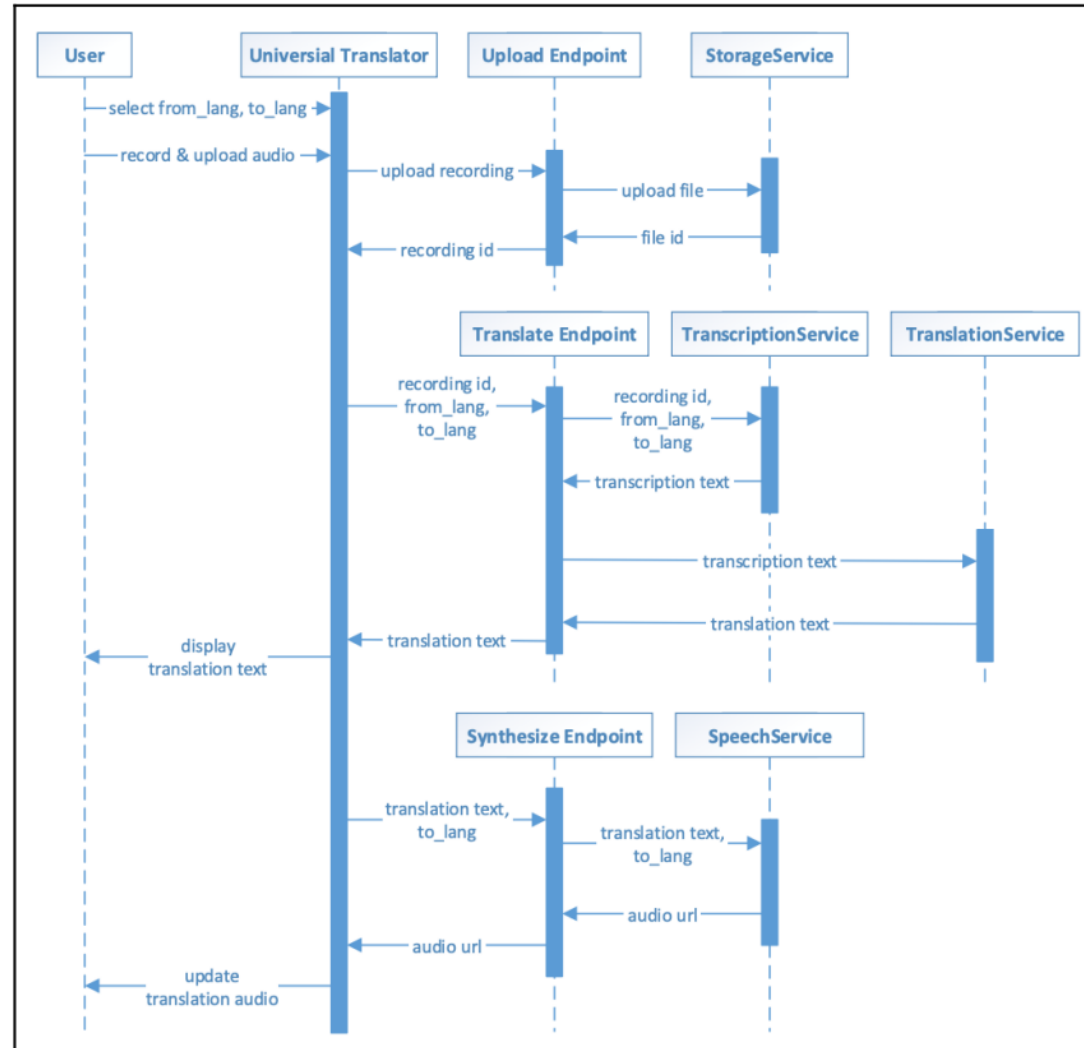 User
Universial Translator
Upload Endpoint
StorageService
select from_lang, to_lang
record & upload audio
upload recording
upload file
file id
recording id
Translate Endpoint
TranscriptionService
TranslationService
recording id,
from_lang,
to_lang
recording id,
from_lang,
to_lang
transcription text
transcription text
translation text
translation text
display
translation text
Synthesize Endpoint
SpeechService
translation text,
to_lang
translation text,
to_lang
audio url
audio url
update
translation audio